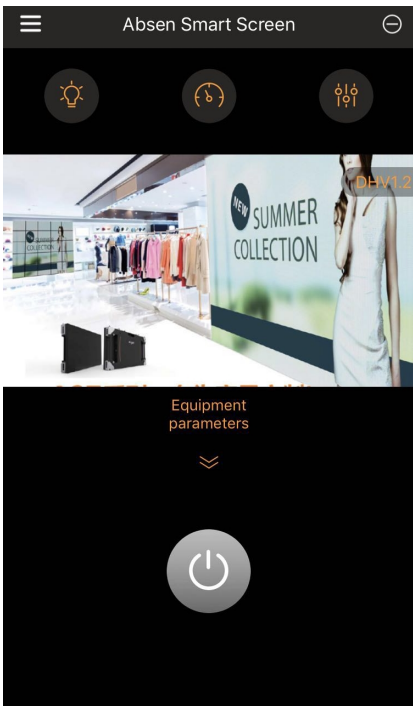 Absen Smart Screen
DHV1.2
NEW
SUMMER
COLLECTION
Equipment
parameters